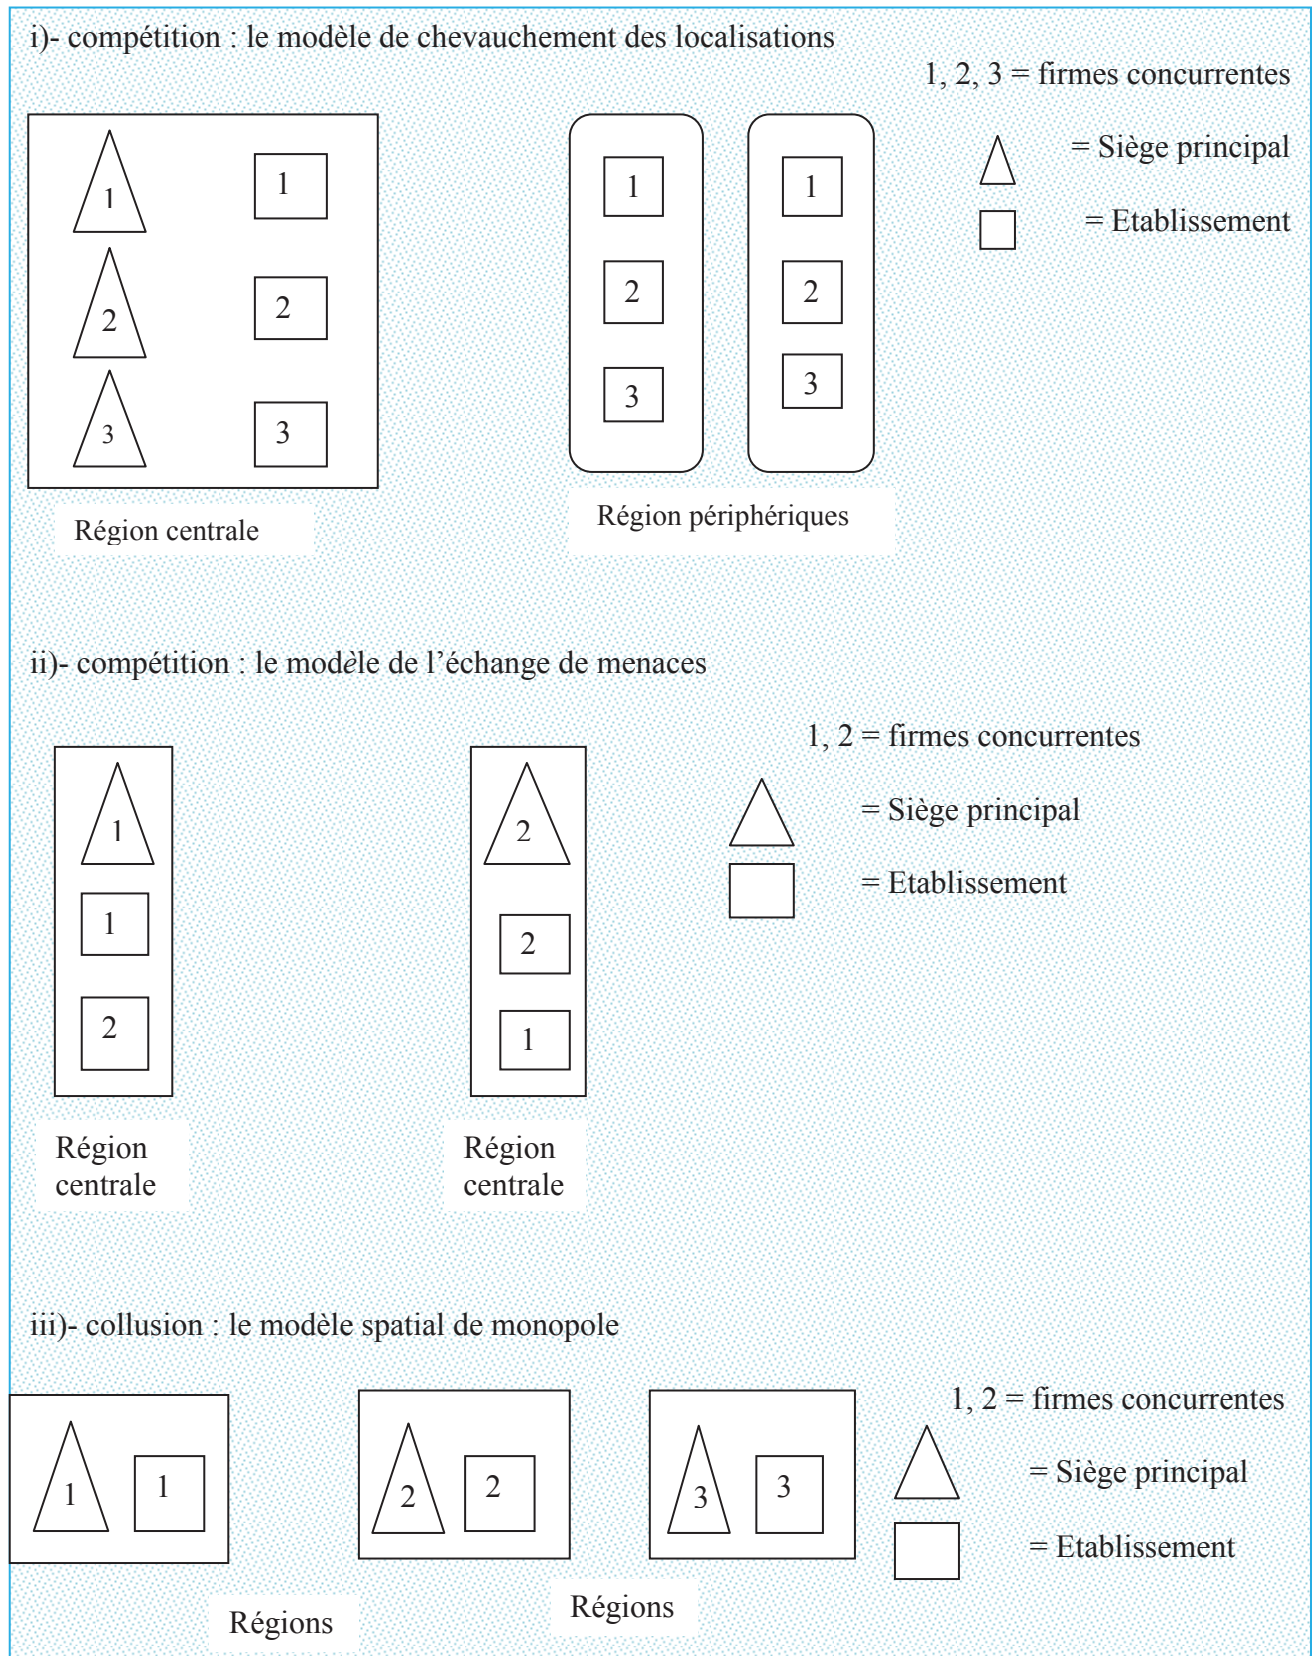 i)- compétition : le modèle de chevauchement des localisations
1, 2, 3 = firmes concurrentes
= Siège principal
= Etablissement
1 1
2 2
3 3
1 1
2 2
3 3
Région centrale
Région périphériques
ii)- compétition : le modèle de l’échange de menaces
1, 2 = firmes concurrentes
= Siège principal
= Etablissement
1 2
1 2
2 1
Région
centrale
Région
centrale
iii)- collusion : le modèle spatial de monopole
1, 2 = firmes concurrentes
= Siège principal
= Etablissement
1 1 2 2 3 3
Régions
Régions